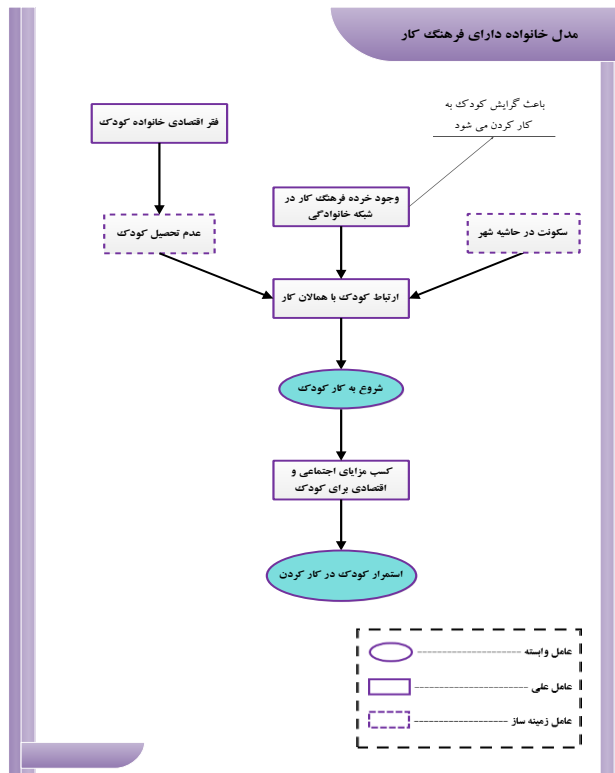 مدل خانواده دارای فرهنگ کار
باعث گرایش کودک به
کار کردن می شود
فقر اقتصادی خانواده کودک
وجود خرده فرهنگ کار در
شبکه خانوادگی
عدم تحصیل کودک
سکونت در حاشیه شهر
ارتباط کودک با همالان کار
شروع به کار کودک
کسب مزایای اجتماعی و
اقتصادی برای کودک
استمرار کودک در کار کردن
عامل وابسته
عامل علی
عامل زمینه ساز